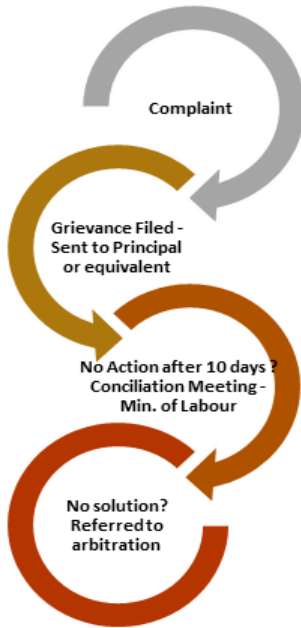 Complaint
Grievance Filed -
Sent to Principal
or equivalent
No Action after 10 days ?
Conciliation Meeting -
Min. of Labour
No solution?
Referred to
arbitration